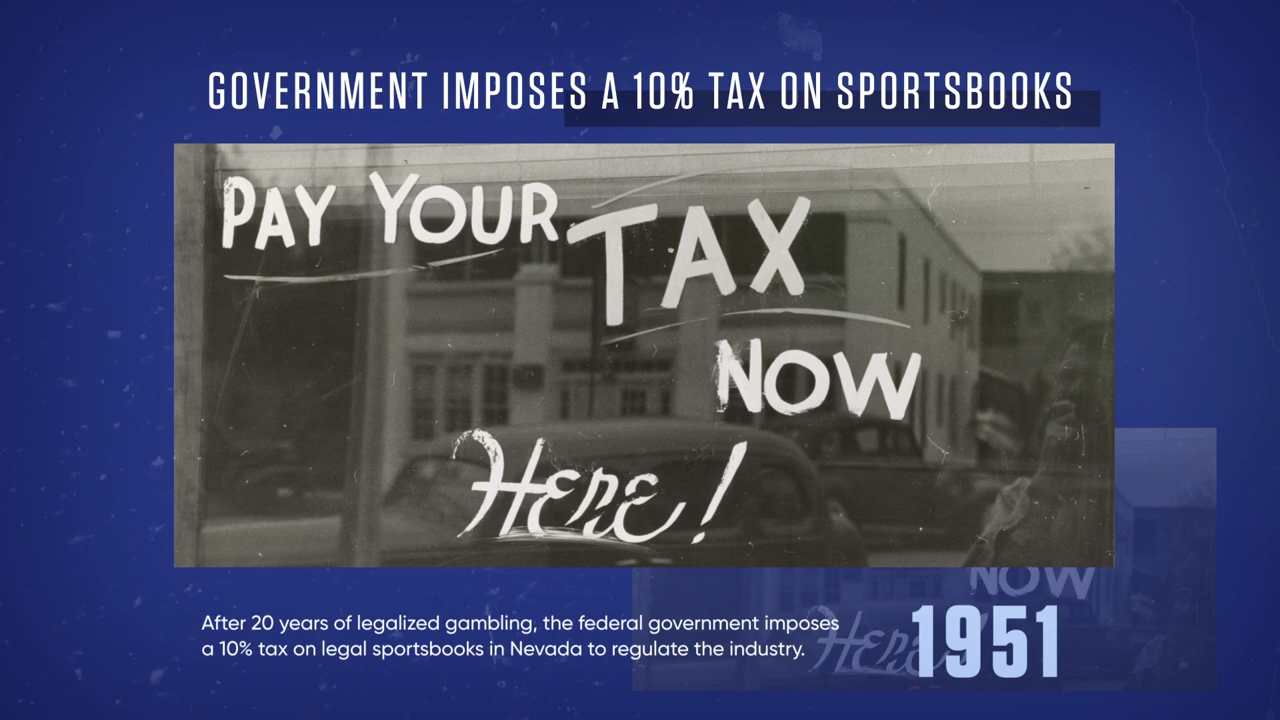 GOVERNMENT IMPOSES A 10% TAX ON SPORTSBOOKS
PAY YOUR TAX
NOW
Here!
After 20 years of legalized gambling, the federal government imposes
a 10% tax on legal sportsbooks in Nevada to regulate the industry.
NOW
Here!
1951